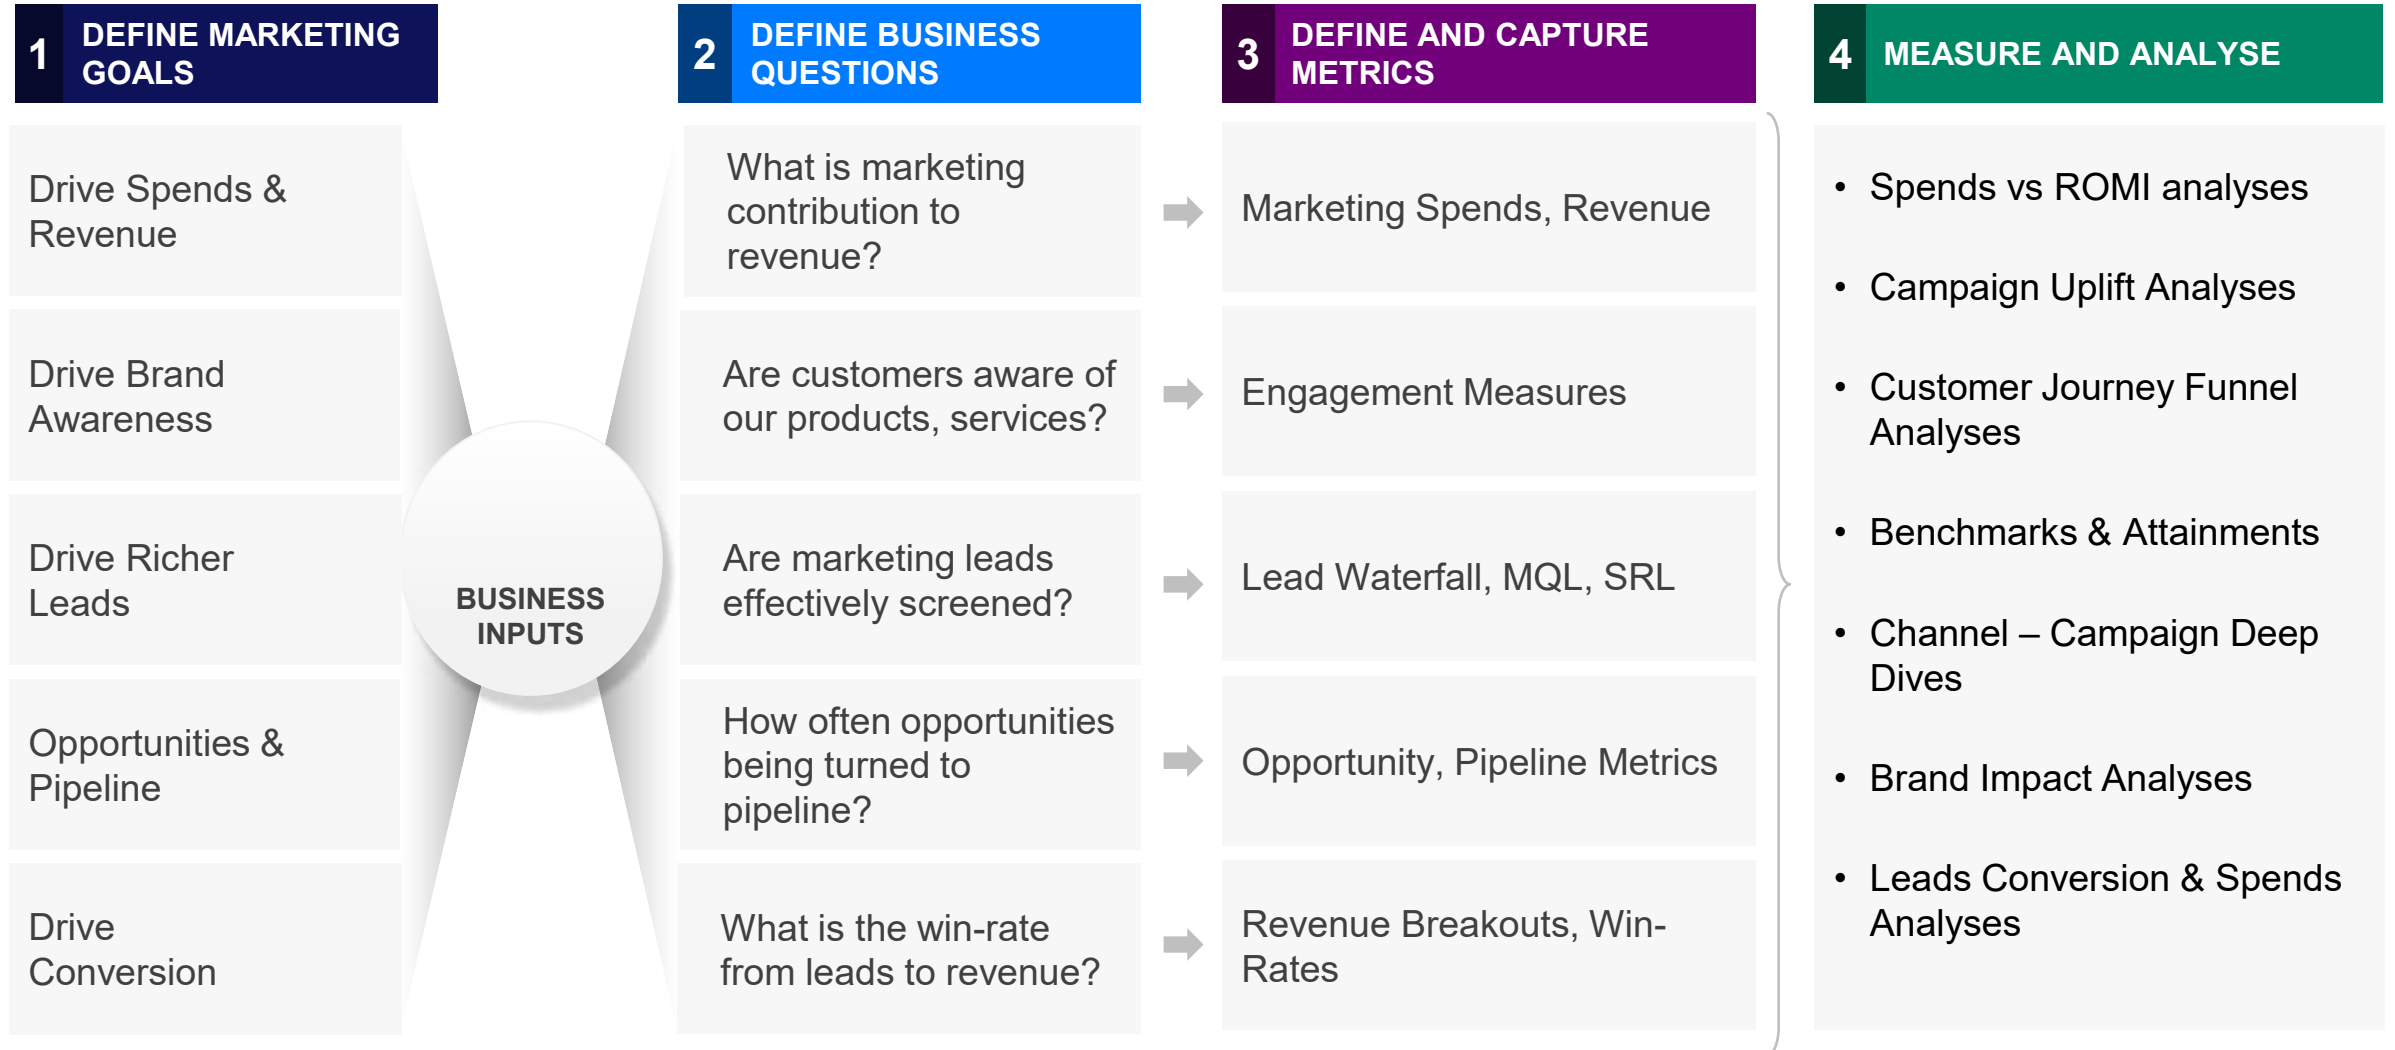 1
DEFINE MARKETING
GOALS
Drive Spends &
Revenue
Drive Brand
Awareness
Drive Richer
Leads
Opportunities &
Pipeline
Drive
Conversion
BUSINESS
INPUTS
2
DEFINE BUSINESS
QUESTIONS
What is marketing
contribution to
revenue?
Are customers aware of
our products, services?
Are marketing leads
effectively screened?
How often opportunities
being turned to
pipeline?
What is the win-rate
from leads to revenue?
3
DEFINE AND CAPTURE
METRICS
Marketing Spends, Revenue
Engagement Measures
Lead Waterfall, MQL, SRL
Opportunity, Pipeline Metrics
Revenue Breakouts, Win-
Rates
4
MEASURE AND ANALYSE
• Spends vs ROMI analyses
• Campaign Uplift Analyses
• Customer Journey Funnel
Analyses
• Benchmarks & Attainments
• Channel – Campaign Deep
Dives
• Brand Impact Analyses
• Leads Conversion & Spends
Analyses